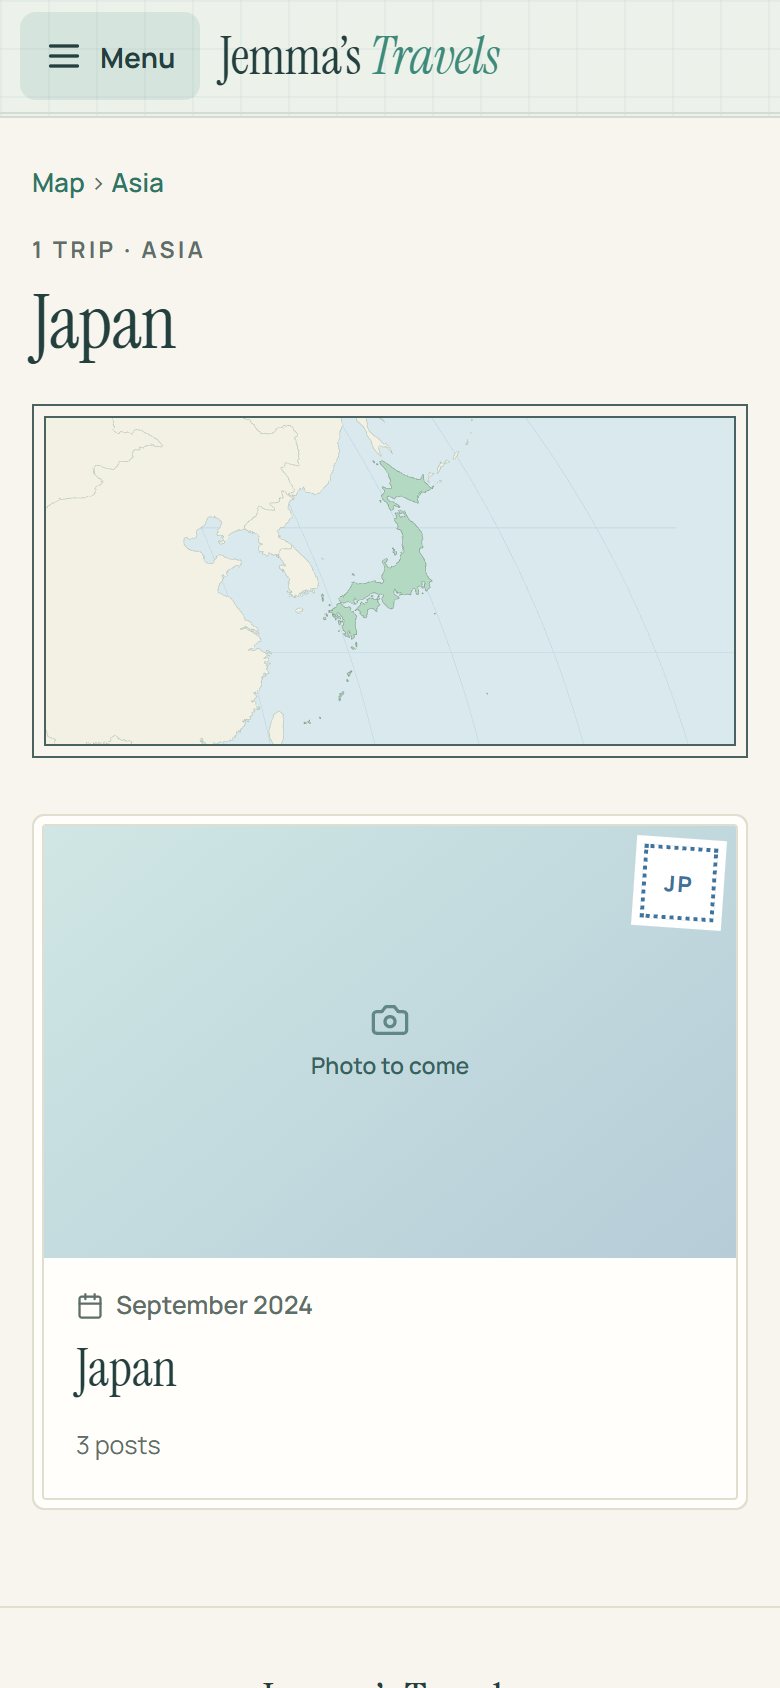 Menu
Jemma’s Travels
Map › Asia
1 TRIP · ASIA
Japan
JP
Photo to come
September 2024
Japan
3 posts